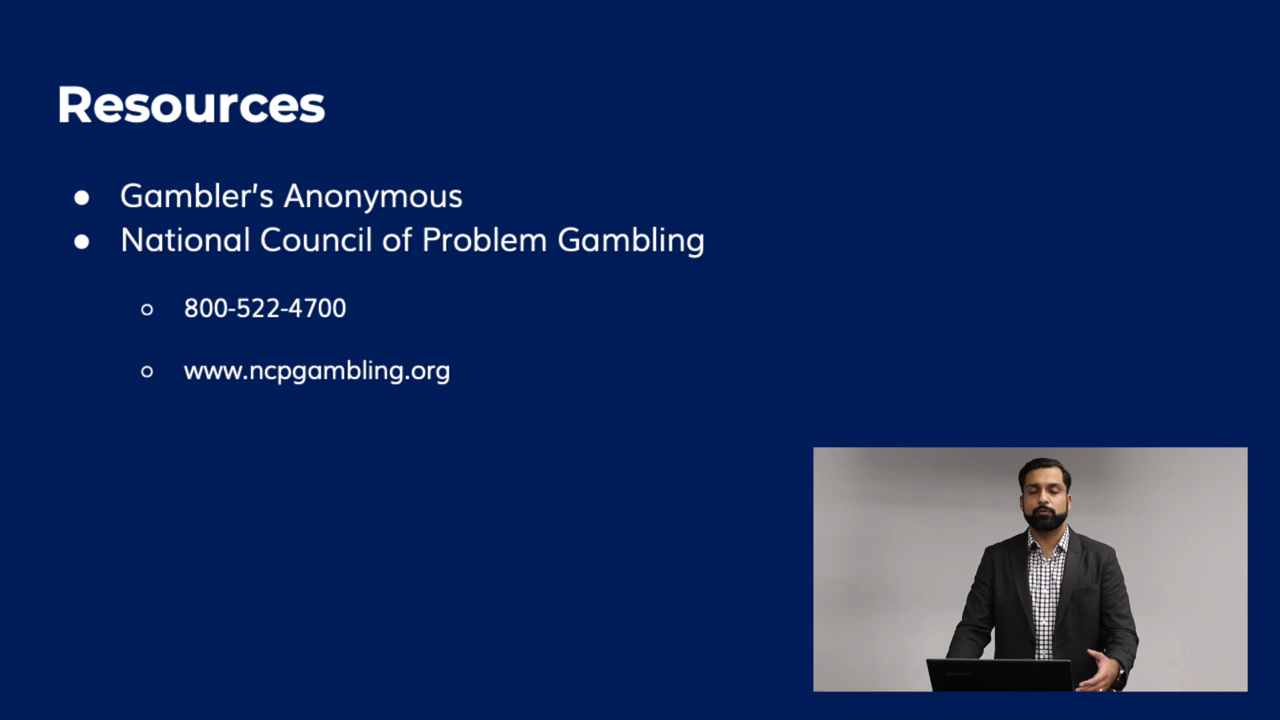 Resources
● Gambler's Anonymous
● National Council of Problem Gambling
○ 800-522-4700
○ www.ncpgambling.org